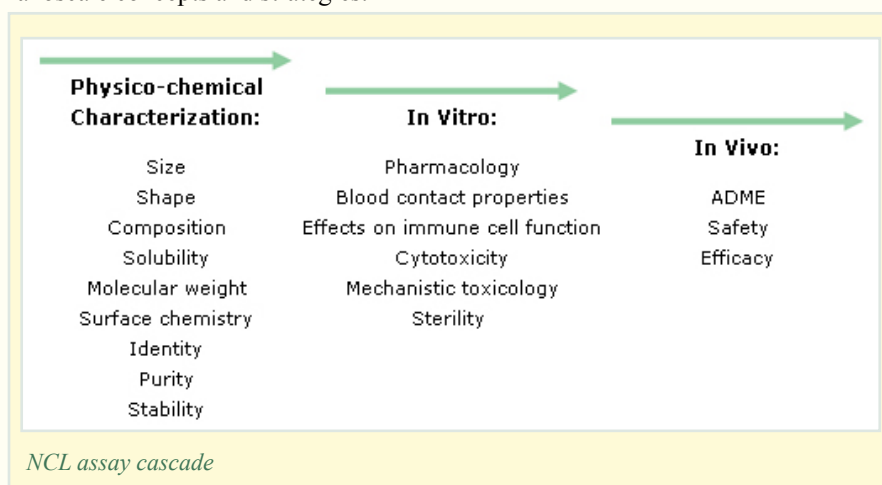 Physico-chemical
Characterization:
Size
Shape
Composition
Solubility
Molecular weight
Surface chemistry
Identity
Purity
Stability
In Vitro:
Pharmacology
Blood contact properties
Effects on immune cell function
Cytotoxicity
Mechanistic toxicology
Sterility
In Vivo:
ADME
Safety
Efficacy
NCL assay cascade